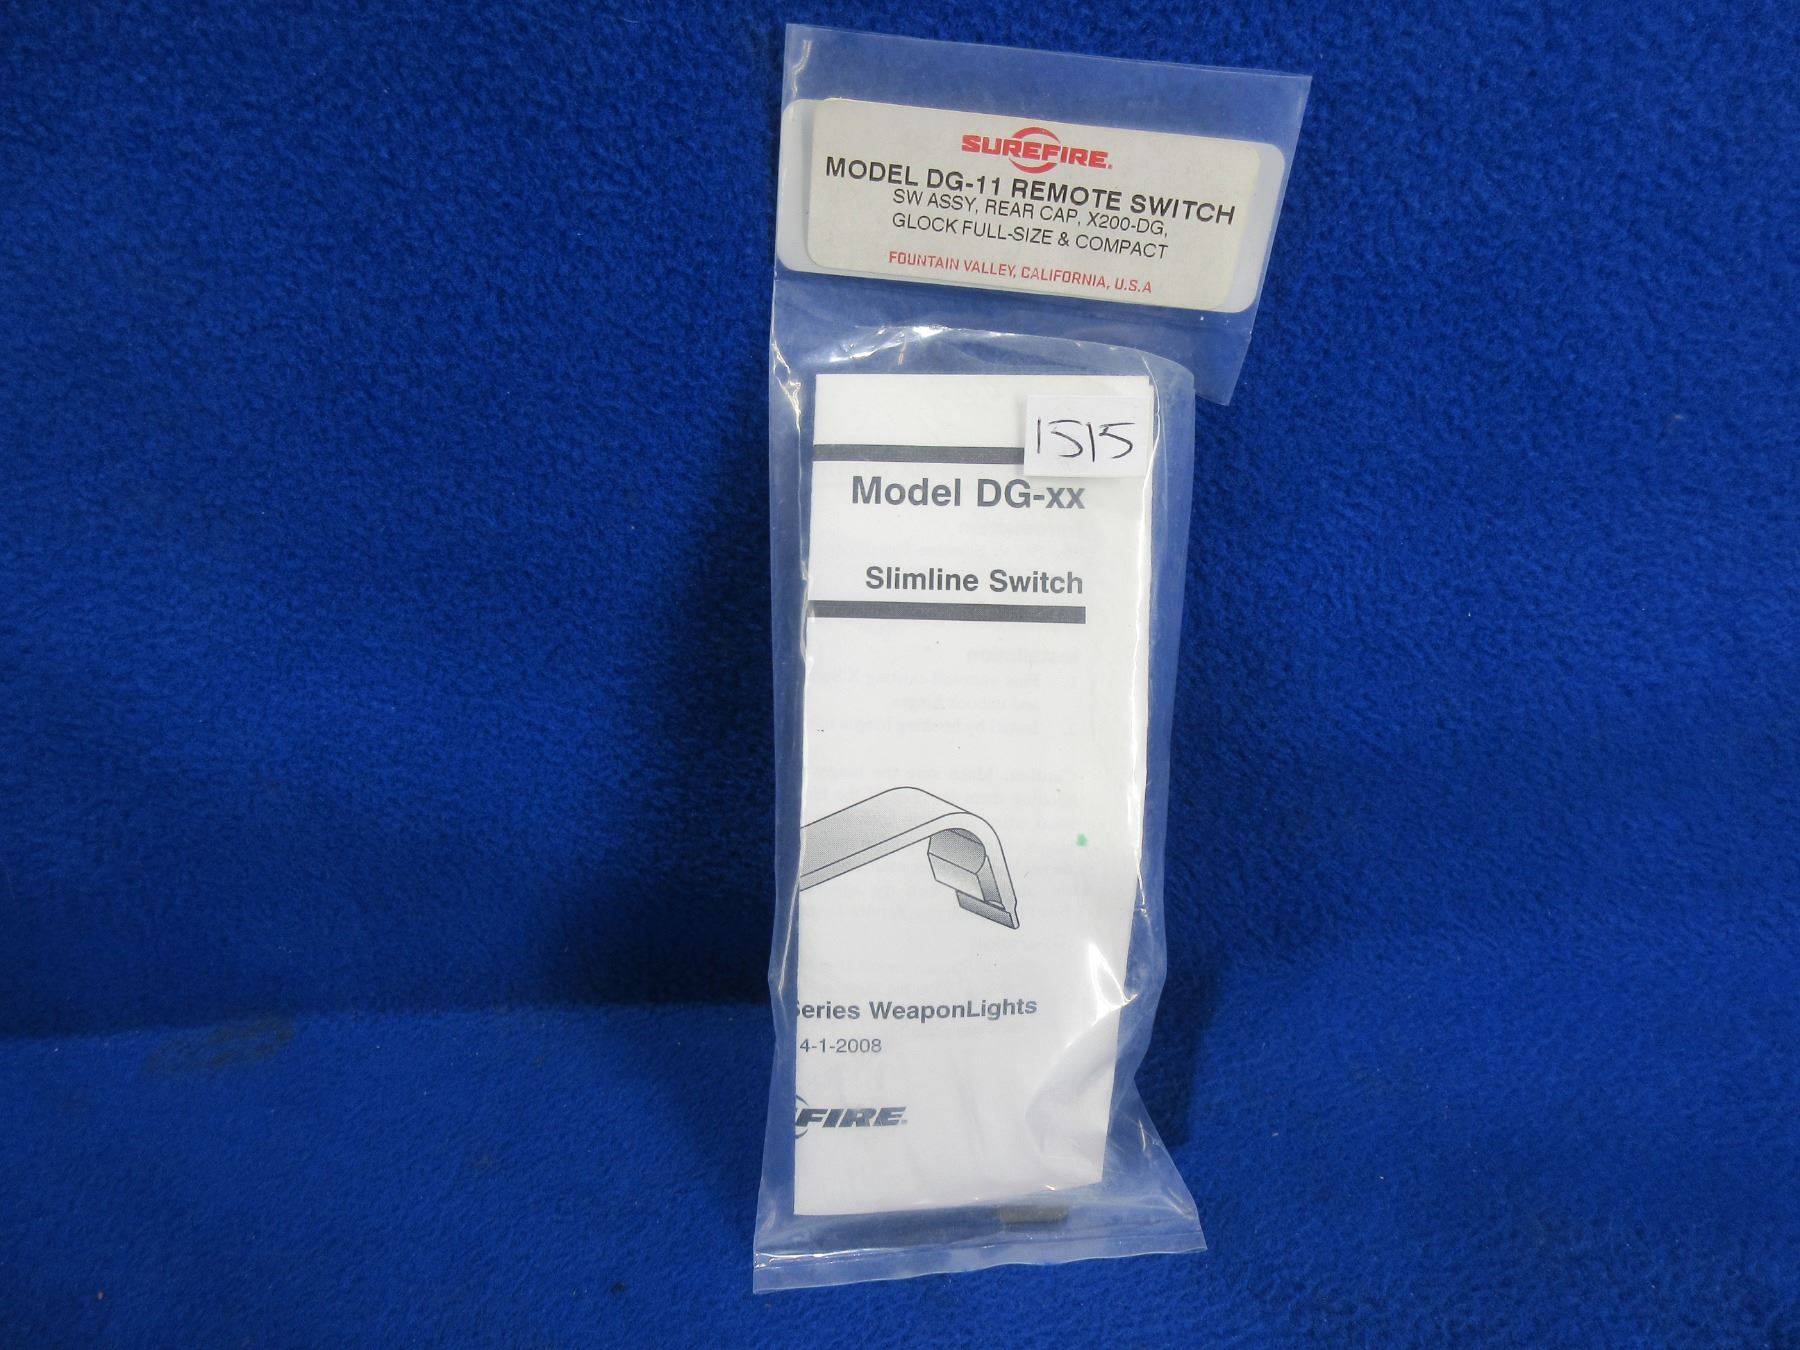 SUREFIRE
MODEL DG-11 REMOTE SWITCH
SW ASSY, REAR CAP, X200-DG,
GLOCK FULL-SIZE & COMPACT
FOUNTAIN VALLEY, CALIFORNIA, U.S.A
1515
Model DG-xx
Slimline Switch
Series WeaponLights
4-1-2008
FIRE